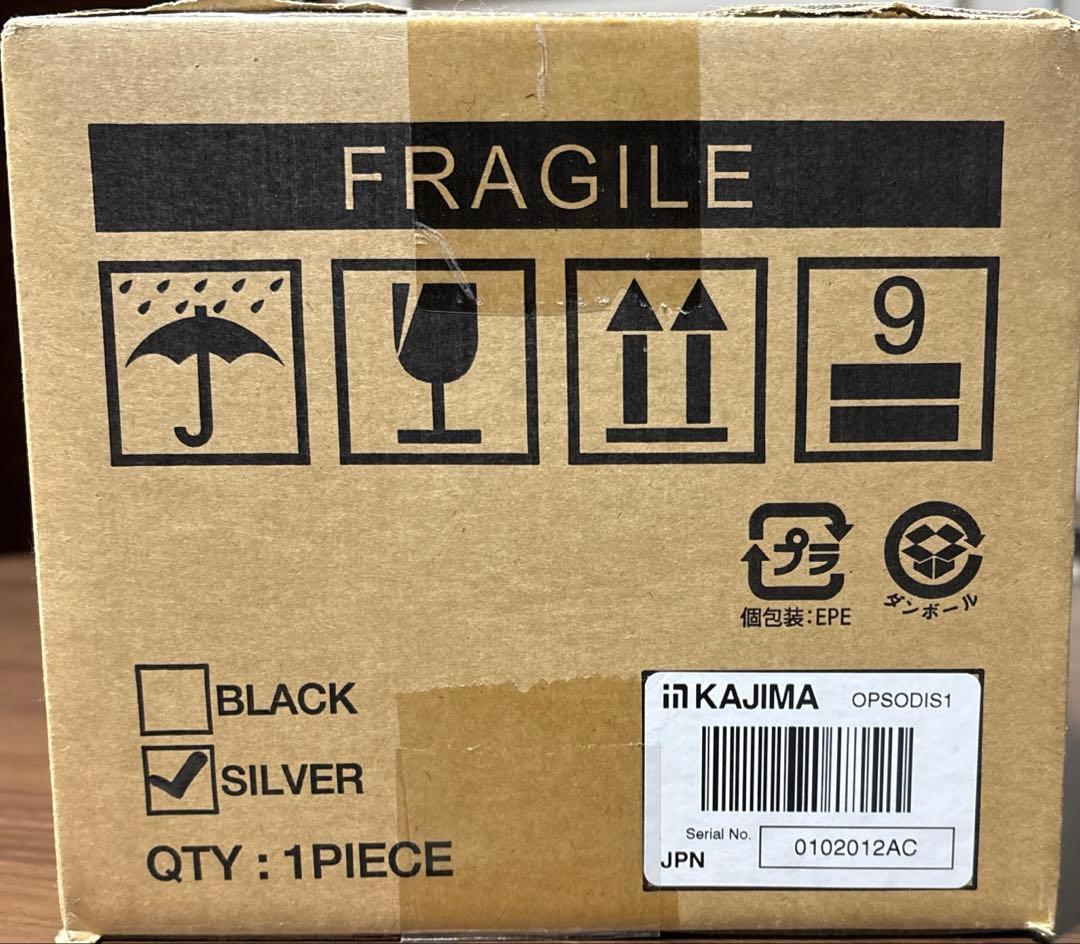 FRAGILE
9
プラ
個包装:EPE
ダンボール
BLACK
SILVER
QTY : 1PIECE
KAJIMA OPSODIS1
Serial No.
JPN
0102012AC